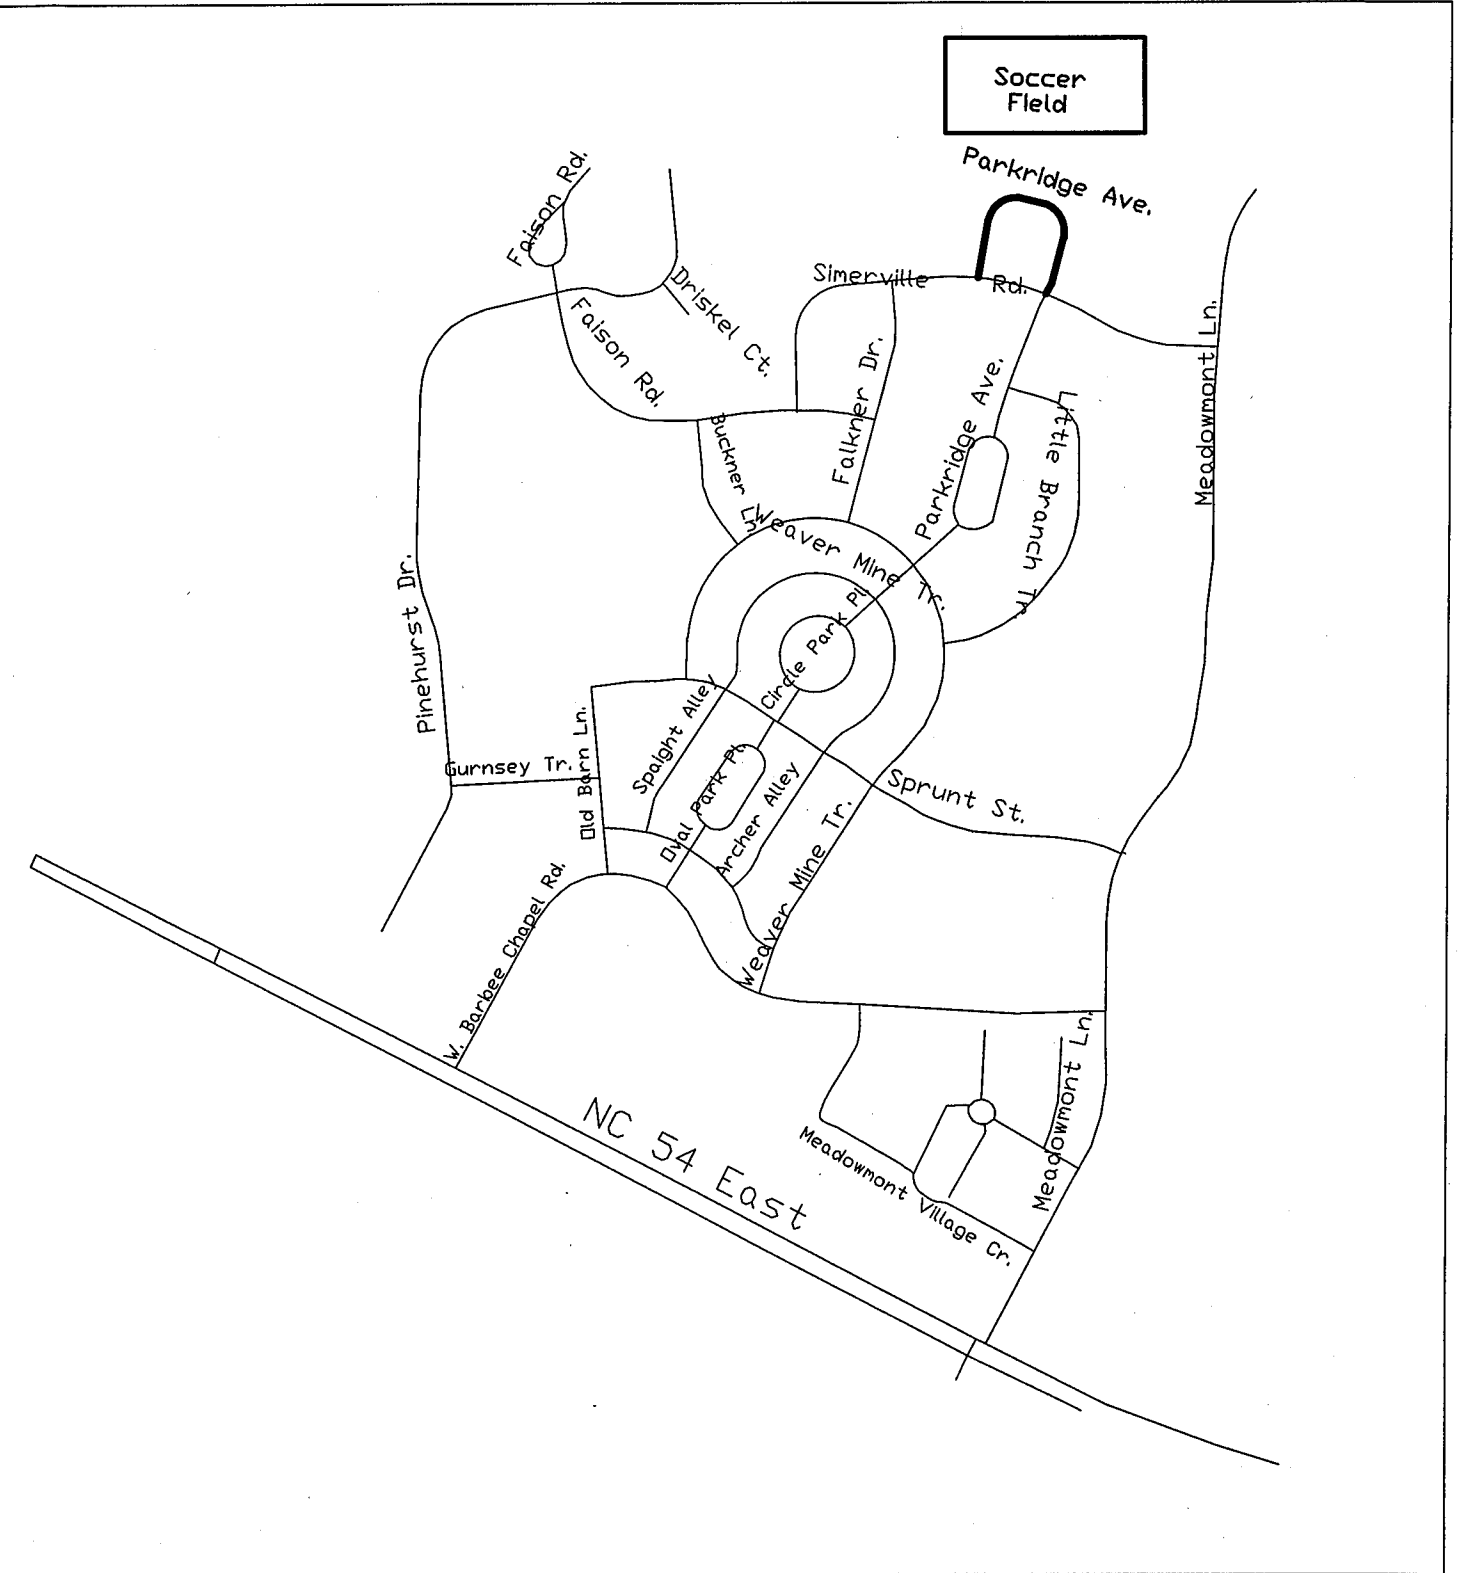 Soccer
FIeld
ParkrIdge Ave.
Faison Rd.
Simerville Rd.
Driskel Ct.
Faison Rd.
Meadowmont Ln.
Falkner Dr.
Parkridge Ave.
Little Branch Tr.
Buckner Ln.
Weaver Mine Tr.
Pinehurst Dr.
Circle Park Pl.
Spaight Alley
Gurnsey Tr.
Old Barn Ln.
Oval Park Pl.
Archer Alley
Sprunt St.
Weaver Mine Tr.
W. Barbee Chapel Rd.
Meadowmont Ln.
NC 54 East
Meadowmont Village Cr.